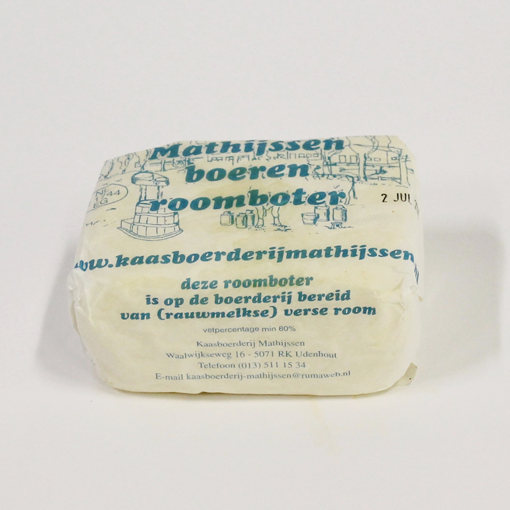 Mathijssen
boeren
roomboter
2 JUL
www.kaasboerderijmathijssen
deze roomboter
is op de boerderij bereid
van (rauwmelkse) verse room
vetpercentage min 80%
Kaasboerderij Mathijssen
Waalwijkseweg 16 - 5071 RK Udenhout
Telefoon (013) 511 15 34
E-mail kaasboerderij-mathijssen@rumaweb.nl